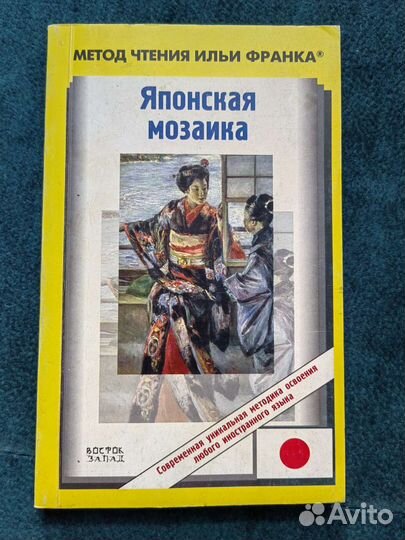 МЕТОД ЧТЕНИЯ ИЛЬИ ФРАНКА®
Японская
мозаика
Современная уникальная методика освоения
любого иностранного языка
ВОСТОК
ЗАПАД
Avito